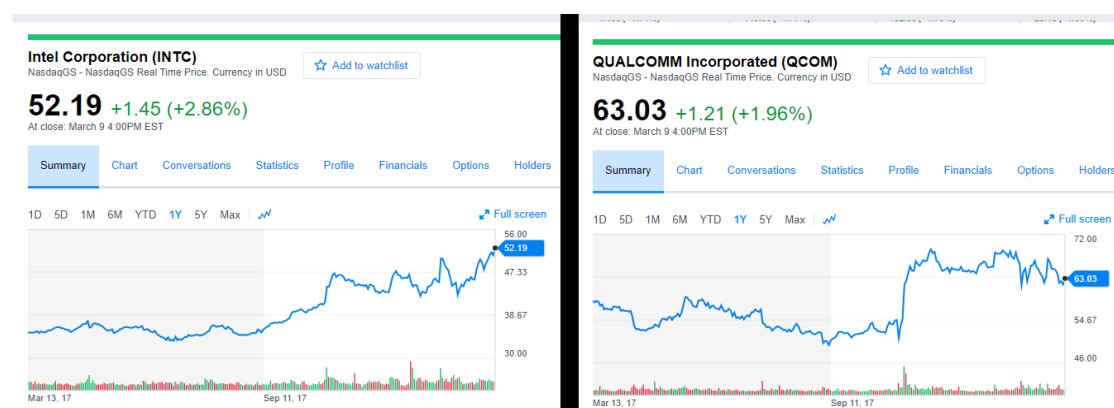 Intel Corporation (INTC)
Add to watchlist
NasdaqGS - NasdaqGS Real Time Price. Currency in USD
52.19 +1.45 (+2.86%)
At close: March 9 4:00PM EST
Summary Chart Conversations Statistics Profile Financials Options Holders
1D 5D 1M 6M YTD 1Y 5Y Max
Full screen
56.00
52.19
47.33
38.67
30.00
Mar 13, 17 Sep 11, 17
QUALCOMM Incorporated (QCOM)
Add to watchlist
NasdaqGS - NasdaqGS Real Time Price. Currency in USD
63.03 +1.21 (+1.96%)
At close: March 9 4:00PM EST
Summary Chart Conversations Statistics Profile Financials Options Holders
1D 5D 1M 6M YTD 1Y 5Y Max
Full screen
72.00
63.03
54.67
46.00
Mar 13, 17 Sep 11, 17